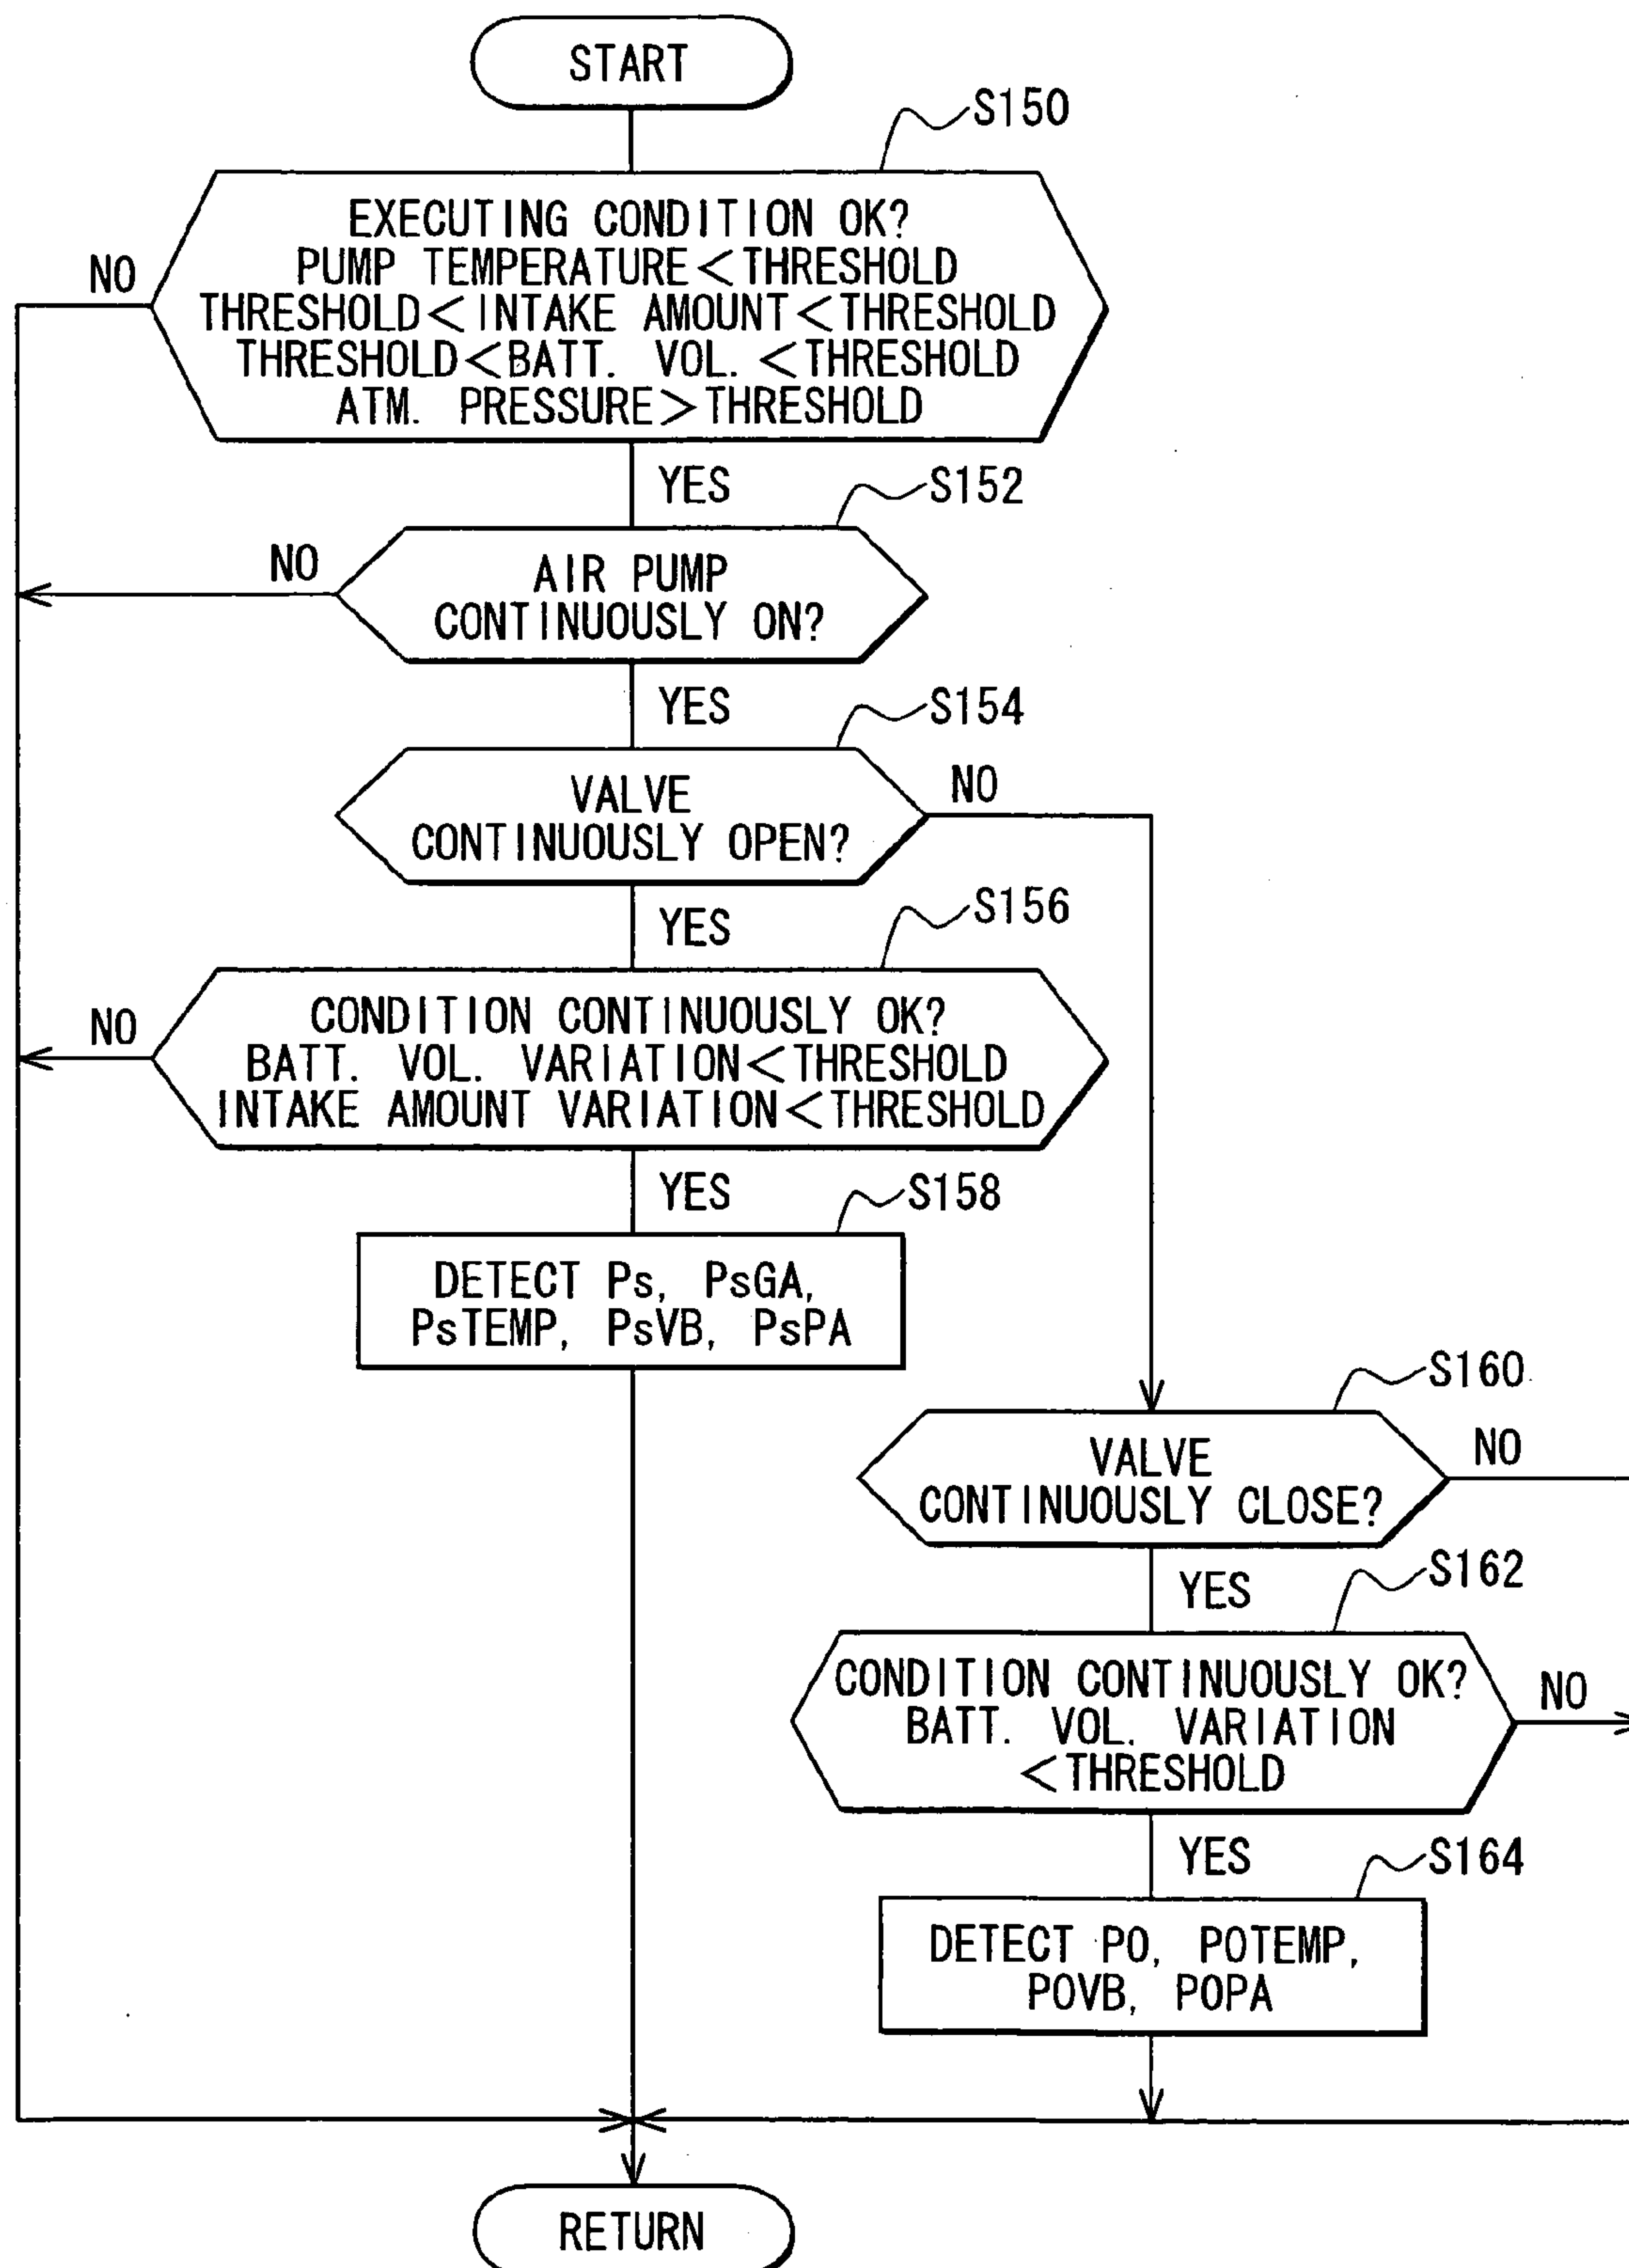 START
S150
EXECUTING CONDITION OK?
PUMP TEMPERATURE<THRESHOLD
THRESHOLD<INTAKE AMOUNT<THRESHOLD
THRESHOLD<BATT. VOL. <THRESHOLD
ATM. PRESSURE>THRESHOLD
NO
YES
S152
AIR PUMP
CONTINUOUSLY ON?
NO
YES
S154
VALVE
CONTINUOUSLY OPEN?
NO
YES
S156
CONDITION CONTINUOUSLY OK?
BATT. VOL. VARIATION<THRESHOLD
INTAKE AMOUNT VARIATION<THRESHOLD
NO
YES
S158
DETECT Ps, PsGA,
PsTEMP, PsVB, PsPA
S160
VALVE
CONTINUOUSLY CLOSE?
NO
YES
S162
CONDITION CONTINUOUSLY OK?
BATT. VOL. VARIATION
<THRESHOLD
NO
YES
S164
DETECT P0, P0TEMP,
P0VB, P0PA
RETURN